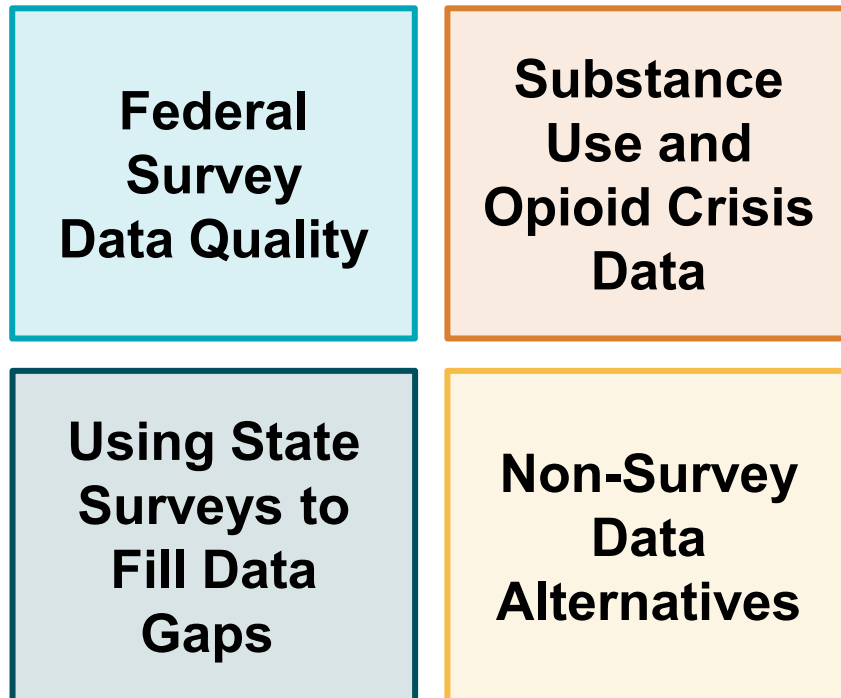 Federal
Survey
Data Quality
Substance
Use and
Opioid Crisis
Data
Using State
Surveys to
Fill Data
Gaps
Non-Survey
Data
Alternatives